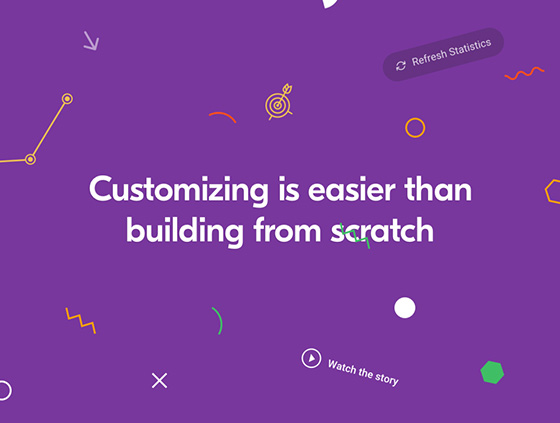 Refresh Statistics
Customizing is easier than
building from scratch
Watch the story